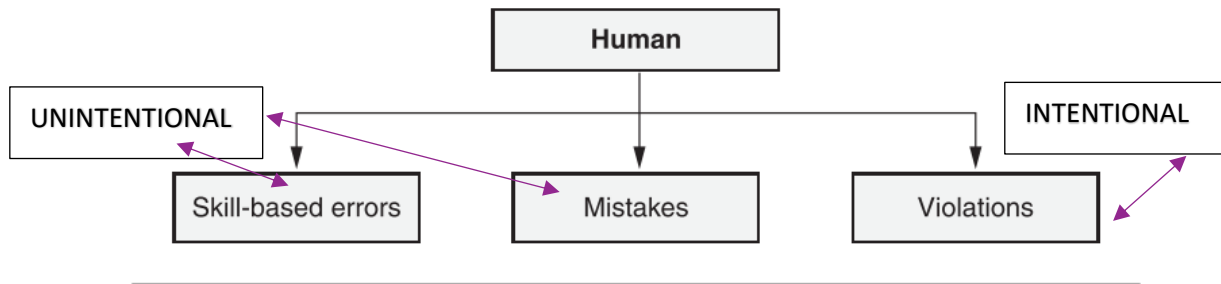 Human
UNINTENTIONAL
INTENTIONAL
Skill-based errors
Mistakes
Violations